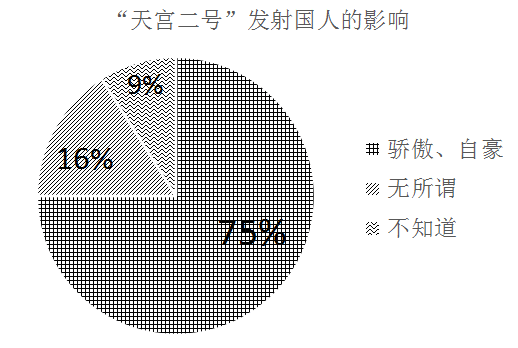 “天宫二号”发射国人的影响
9%
16%
75%
骄傲、自豪
无所谓
不知道